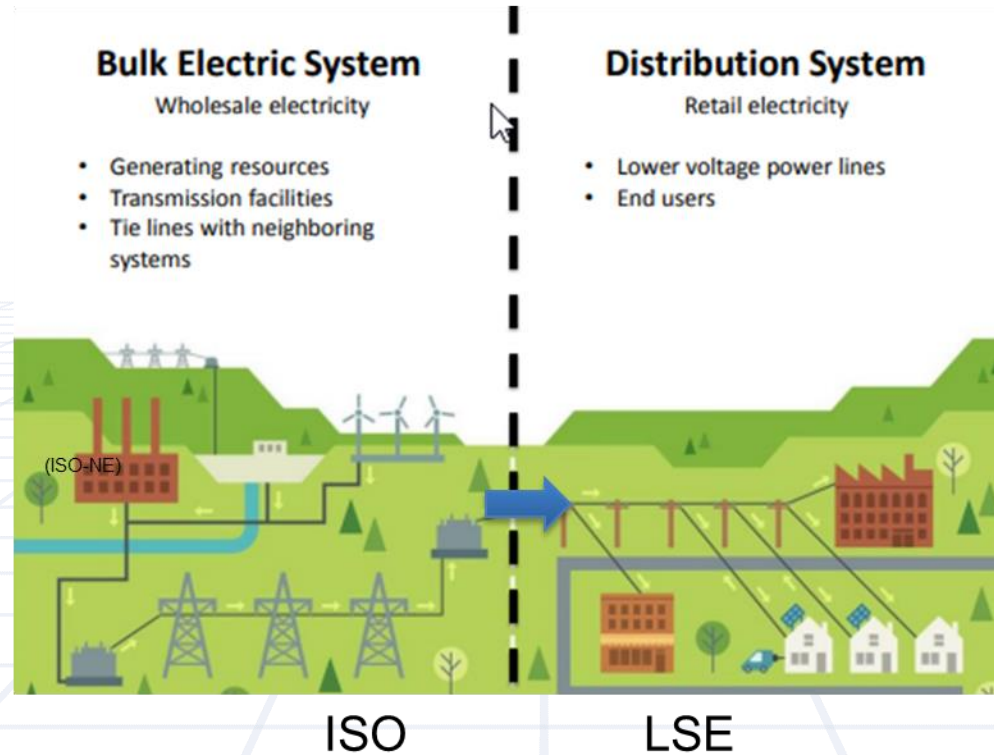 Bulk Electric System
Wholesale electricity
• Generating resources
• Transmission facilities
• Tie lines with neighboring
systems
Distribution System
Retail electricity
• Lower voltage power lines
• End users
(ISO-NE)
ISO
LSE